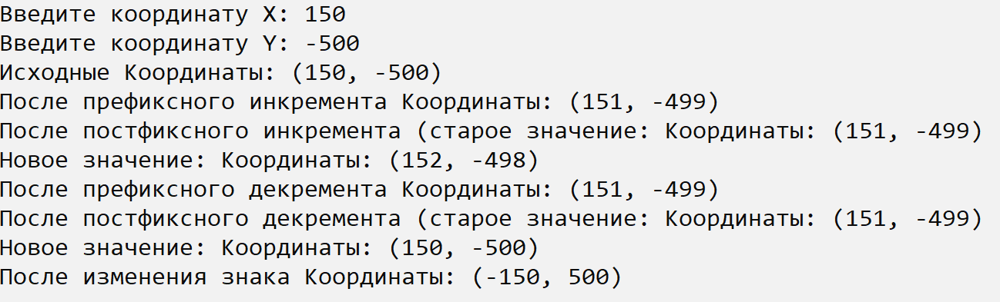 Введите координату X: 150
Введите координату Y: -500
Исходные Координаты: (150, -500)
После префиксного инкремента Координаты: (151, -499)
После постфиксного инкремента (старое значение: Координаты: (151, -499)
Новое значение: Координаты: (152, -498)
После префиксного декремента Координаты: (151, -499)
После постфиксного декремента (старое значение: Координаты: (151, -499)
Новое значение: Координаты: (150, -500)
После изменения знака Координаты: (-150, 500)